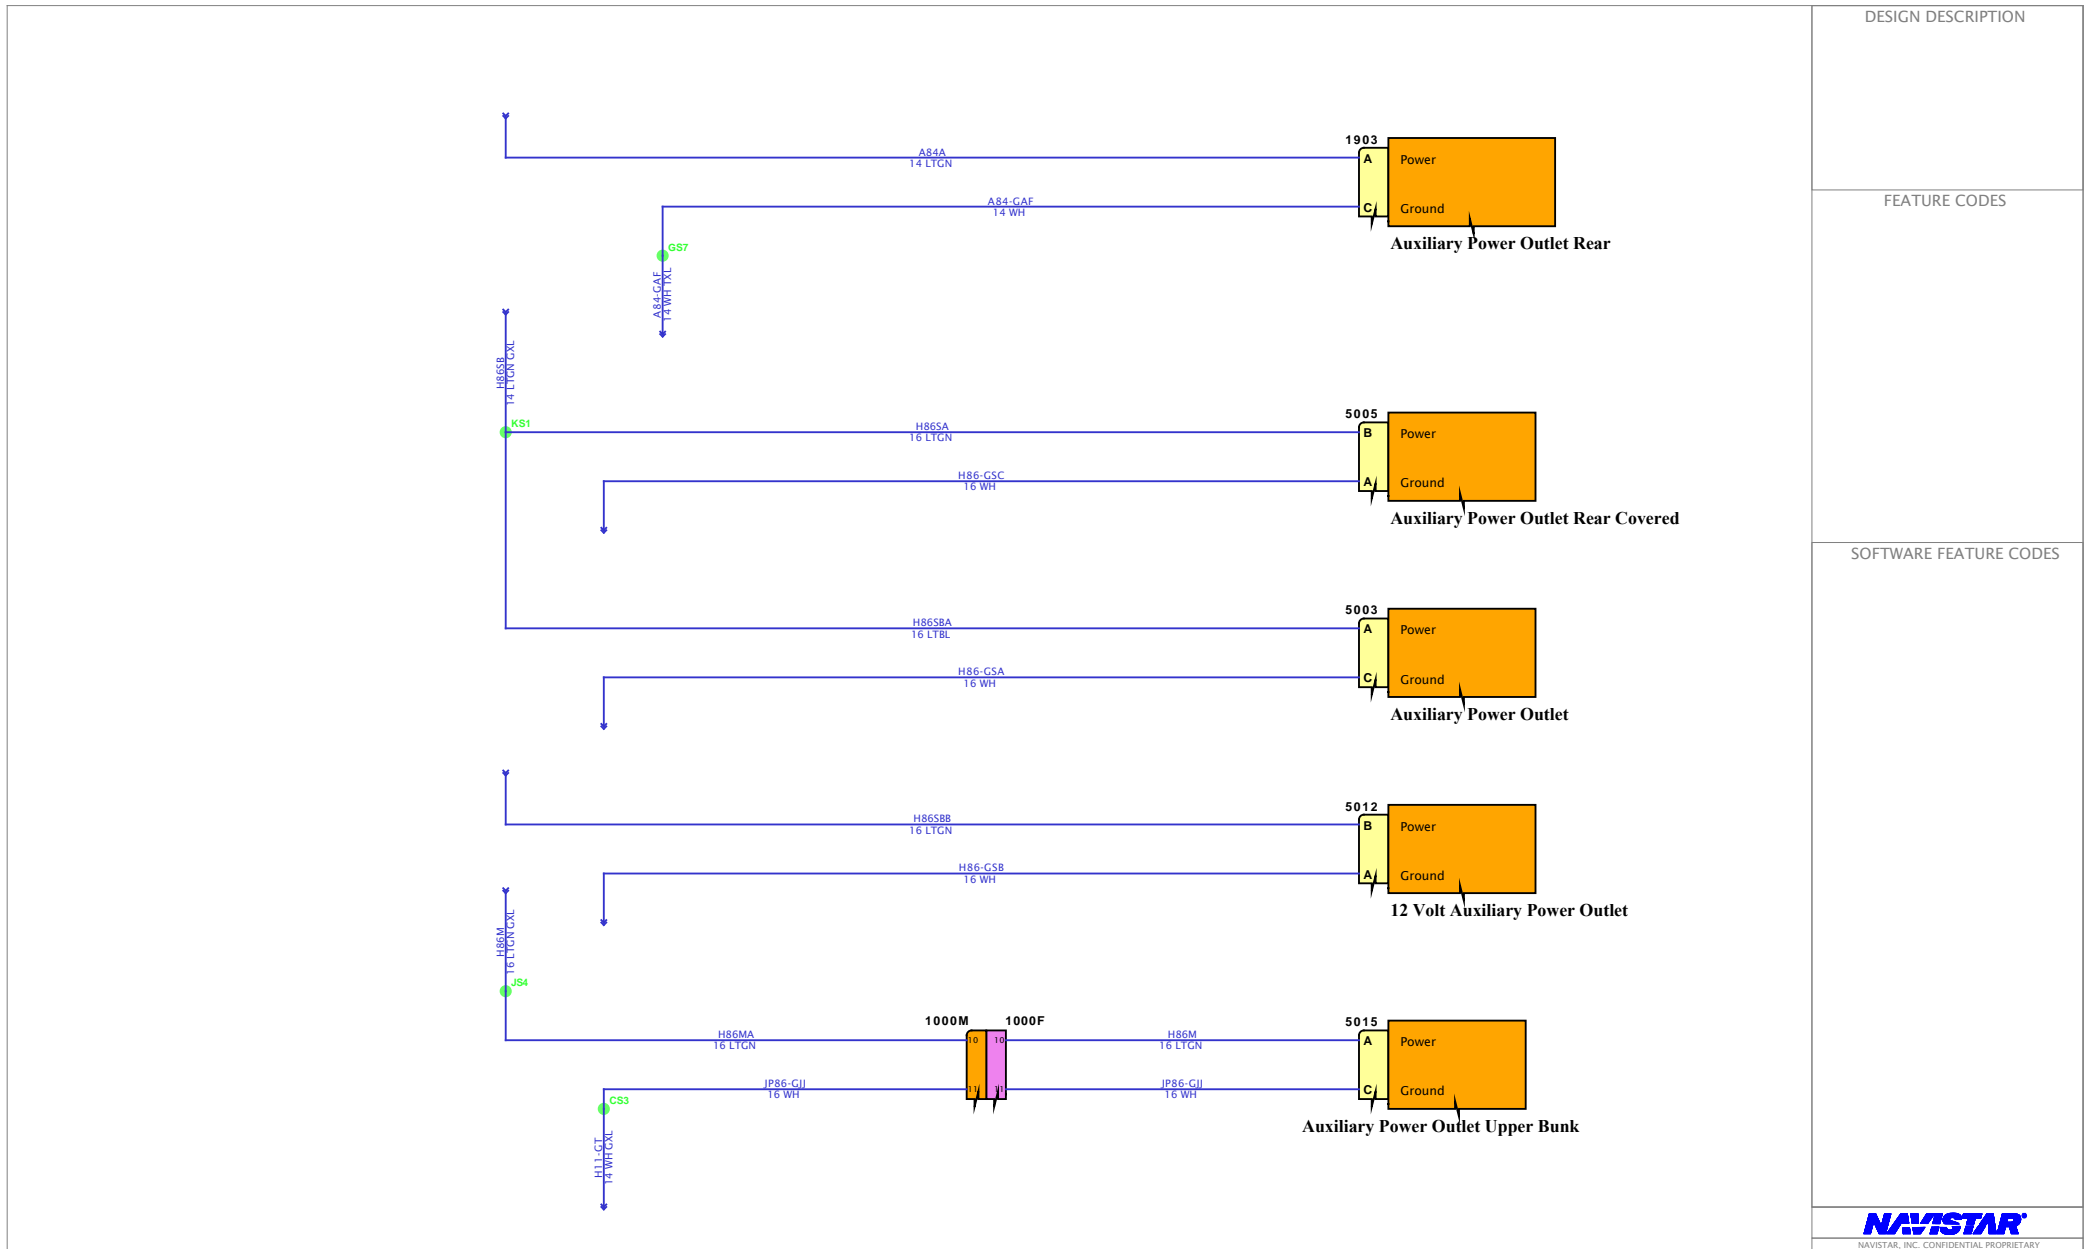 DESIGN DESCRIPTION
FEATURE CODES
SOFTWARE FEATURE CODES
1903
A84A
14 LTGN
A Power
A84-GAF
14 WH
C Ground
Auxiliary Power Outlet Rear
GS7
A84-GAF
14 WH TXL
H86SB
14 LTGN GXL
KS1
5005
H86SA
16 LTGN
B Power
H86-GSC
16 WH
A Ground
Auxiliary Power Outlet Rear Covered
5003
H86SBA
16 LTBL
A Power
H86-GSA
16 WH
C Ground
Auxiliary Power Outlet
5012
H86SBB
16 LTGN
B Power
H86-GSB
16 WH
A Ground
12 Volt Auxiliary Power Outlet
H86M
16 LTGN GXL
JS4
1000M 1000F 5015
H86MA
16 LTGN
10 10
H86M
16 LTGN
A Power
JP86-GJJ
16 WH
11 11
JP86-GJJ
16 WH
C Ground
CS3
Auxiliary Power Outlet Upper Bunk
H11-GT
14 WH GXL
NAVISTAR®
NAVISTAR, INC. CONFIDENTIAL PROPRIETARY